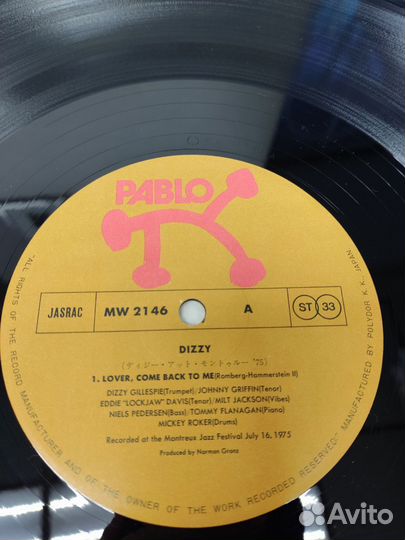 PABLO
JASRAC
MW 2146
A
ST 33
DIZZY
(ディジー・アット・モントゥルー '75)
1. LOVER, COME BACK TO ME(Romberg-Hammerstein II)
DIZZY GILLESPIE(Trumpet)/JOHNNY GRIFFIN(Tenor)
EDDIE "LOCKJAW" DAVIS(Tenor)/MILT JACKSON(Vibes)
NIELS PEDERSEN(Bass)/TOMMY FLANAGAN(Piano)
MICKEY ROKER(Drums)
Recorded at the Montreux Jazz Festival July 16, 1975
Produced by Norman Granz
"ALL RIGHTS OF THE RECORD MANUFACTURER AND OF THE OWNER OF THE WORK RECORDED RESERVED" MANUFACTURED BY POLYDOR K.K., JAPAN
Avito